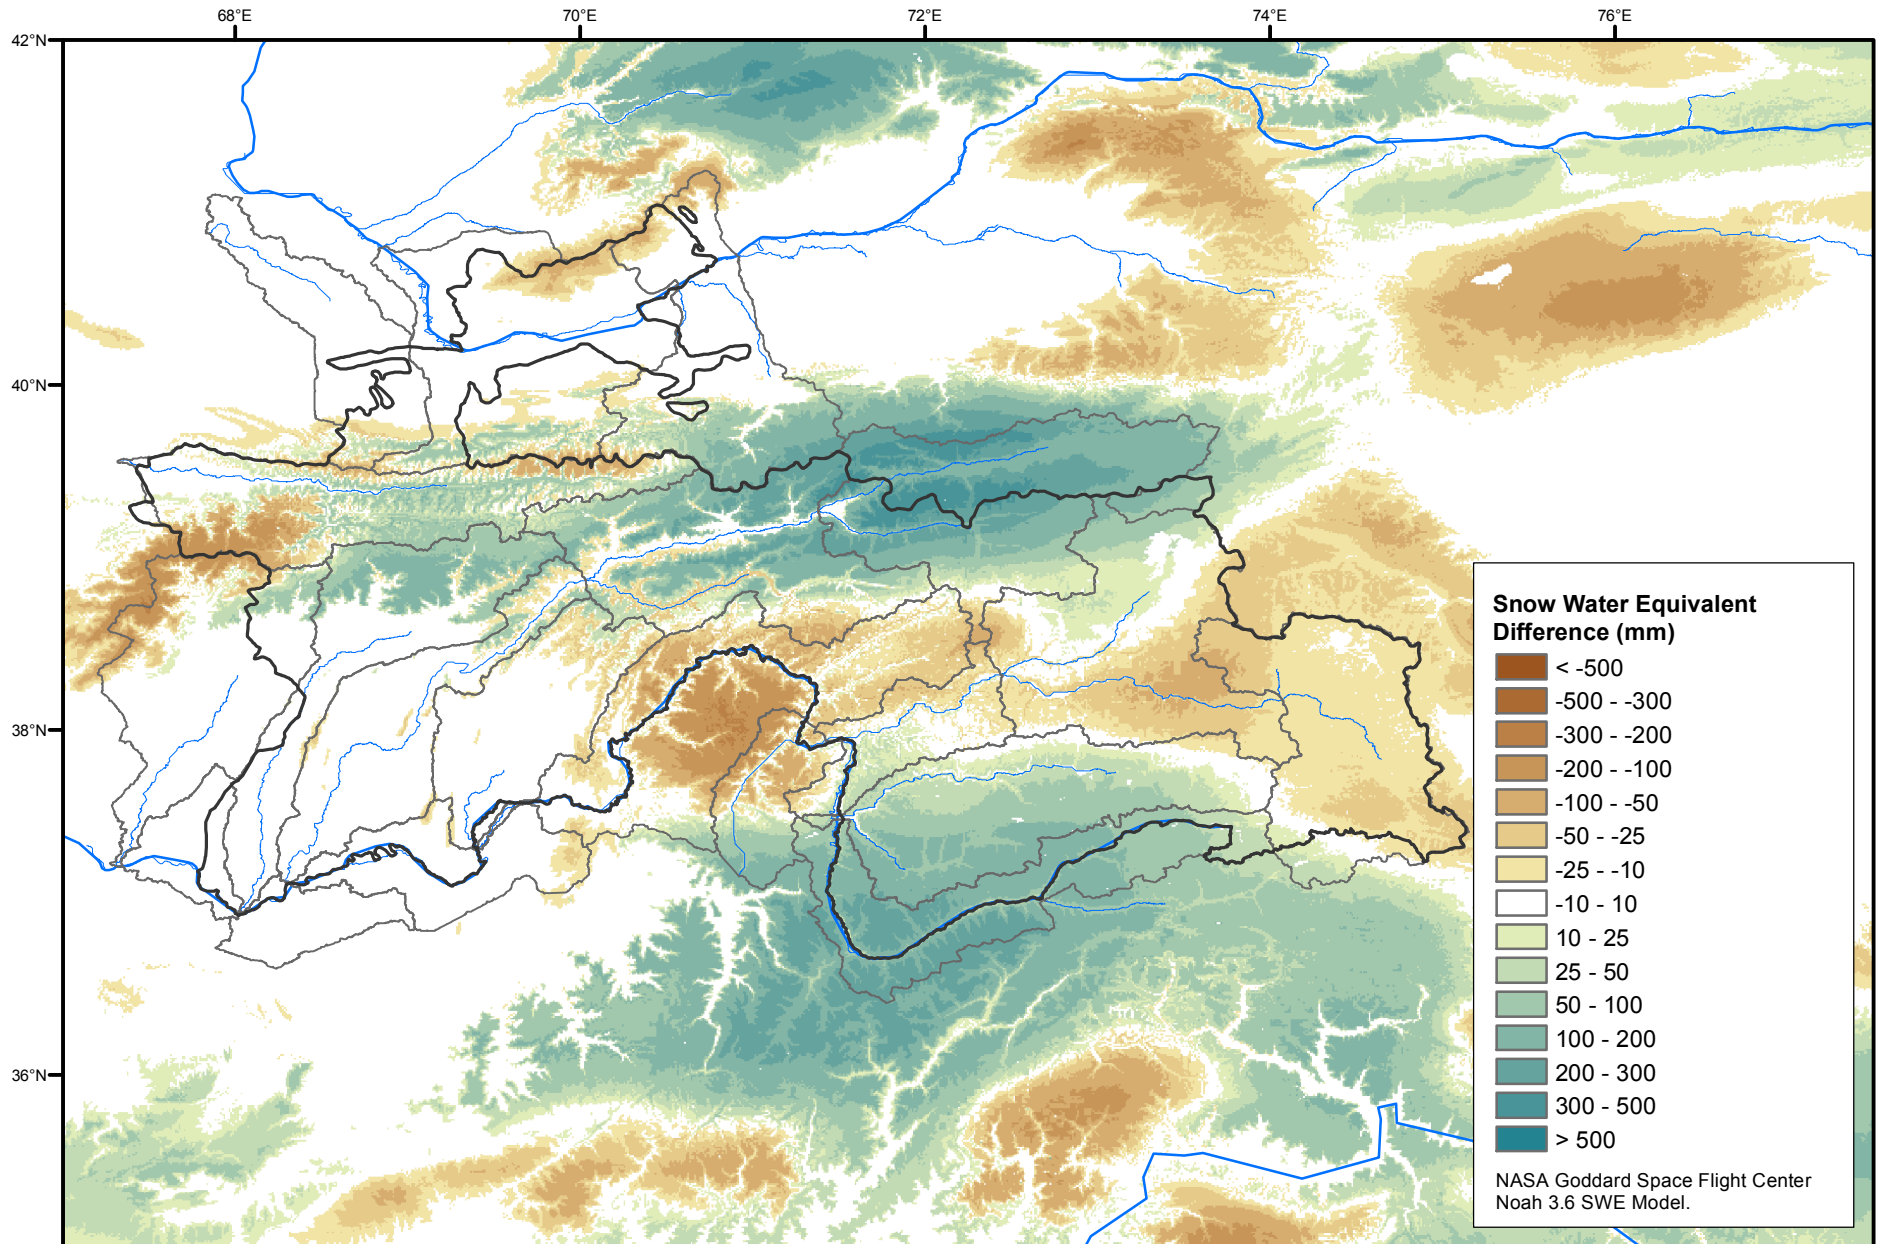 68°E
70°E
72°E
74°E
76°E
42°N
40°N
38°N
36°N
Snow Water Equivalent
Difference (mm)
< -500
-500 - -300
-300 - -200
-200 - -100
-100 - -50
-50 - -25
-25 - -10
-10 - 10
10 - 25
25 - 50
50 - 100
100 - 200
200 - 300
300 - 500
> 500
NASA Goddard Space Flight Center
Noah 3.6 SWE Model.